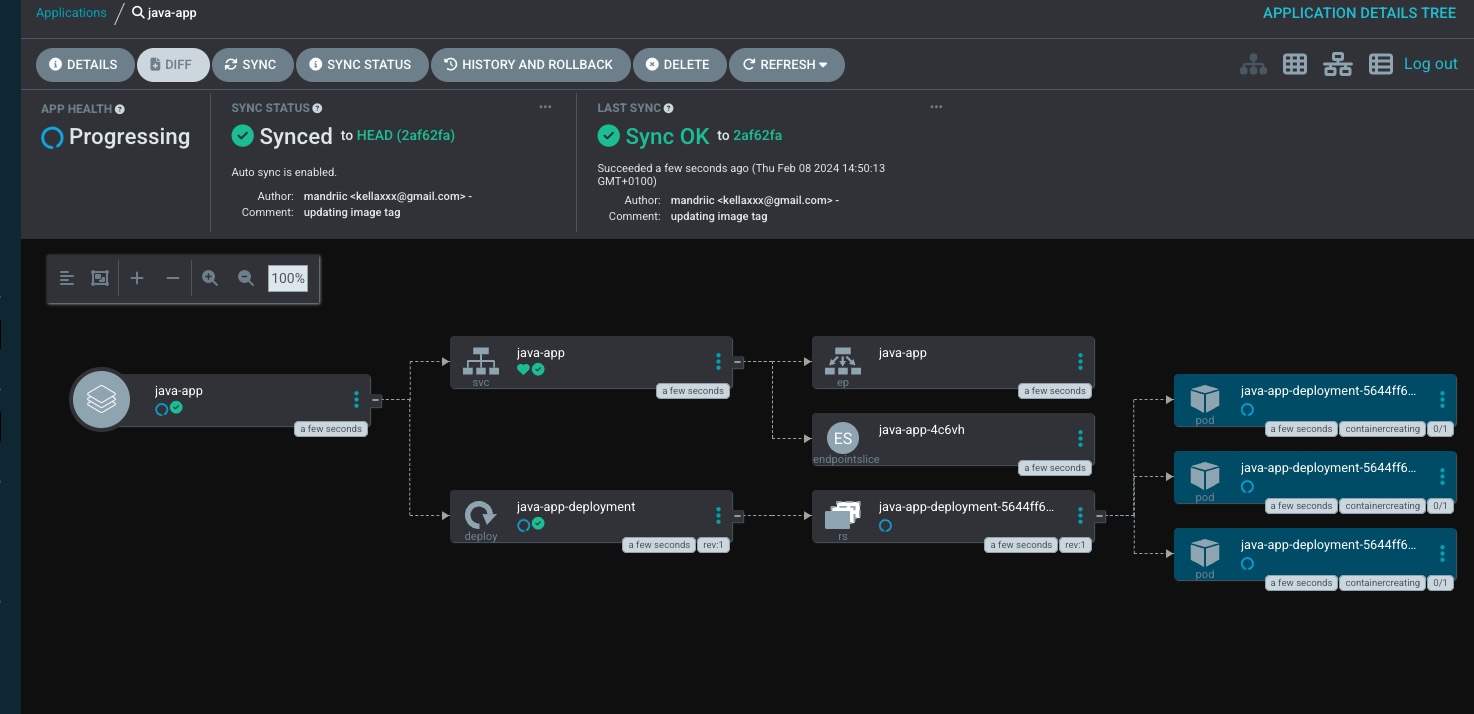 Applications / java-app
APPLICATION DETAILS TREE
DETAILS DIFF SYNC SYNC STATUS HISTORY AND ROLLBACK DELETE REFRESH
Log out
APP HEALTH
Progressing
SYNC STATUS
Synced to HEAD (2af62fa)
Auto sync is enabled.
Author: mandriic <kellaxxx@gmail.com> -
Comment: updating image tag
LAST SYNC
Sync OK to 2af62fa
Succeeded a few seconds ago (Thu Feb 08 2024 14:50:13
GMT+0100)
Author: mandriic <kellaxxx@gmail.com> -
Comment: updating image tag
100%
java-app
a few seconds
java-app
svc
a few seconds
java-app-deployment
deploy
a few seconds rev:1
java-app
ep
a few seconds
ES
java-app-4c6vh
endpointslice
a few seconds
java-app-deployment-5644ff6...
rs
a few seconds rev:1
java-app-deployment-5644ff6...
pod
a few seconds containercreating 0/1
java-app-deployment-5644ff6...
pod
a few seconds containercreating 0/1
java-app-deployment-5644ff6...
pod
a few seconds containercreating 0/1